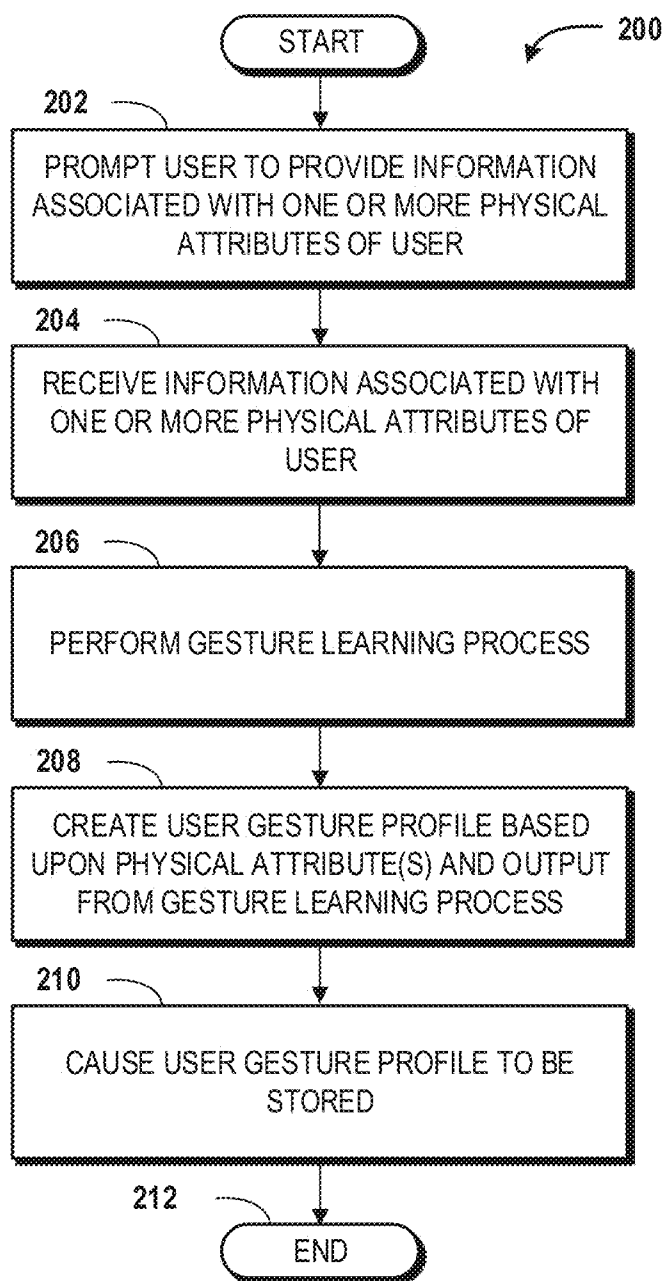 START
200
202
PROMPT USER TO PROVIDE INFORMATION
ASSOCIATED WITH ONE OR MORE PHYSICAL
ATTRIBUTES OF USER
204
RECEIVE INFORMATION ASSOCIATED WITH
ONE OR MORE PHYSICAL ATTRIBUTES OF
USER
206
PERFORM GESTURE LEARNING PROCESS
208
CREATE USER GESTURE PROFILE BASED
UPON PHYSICAL ATTRIBUTE(S) AND OUTPUT
FROM GESTURE LEARNING PROCESS
210
CAUSE USER GESTURE PROFILE TO BE
STORED
212
END